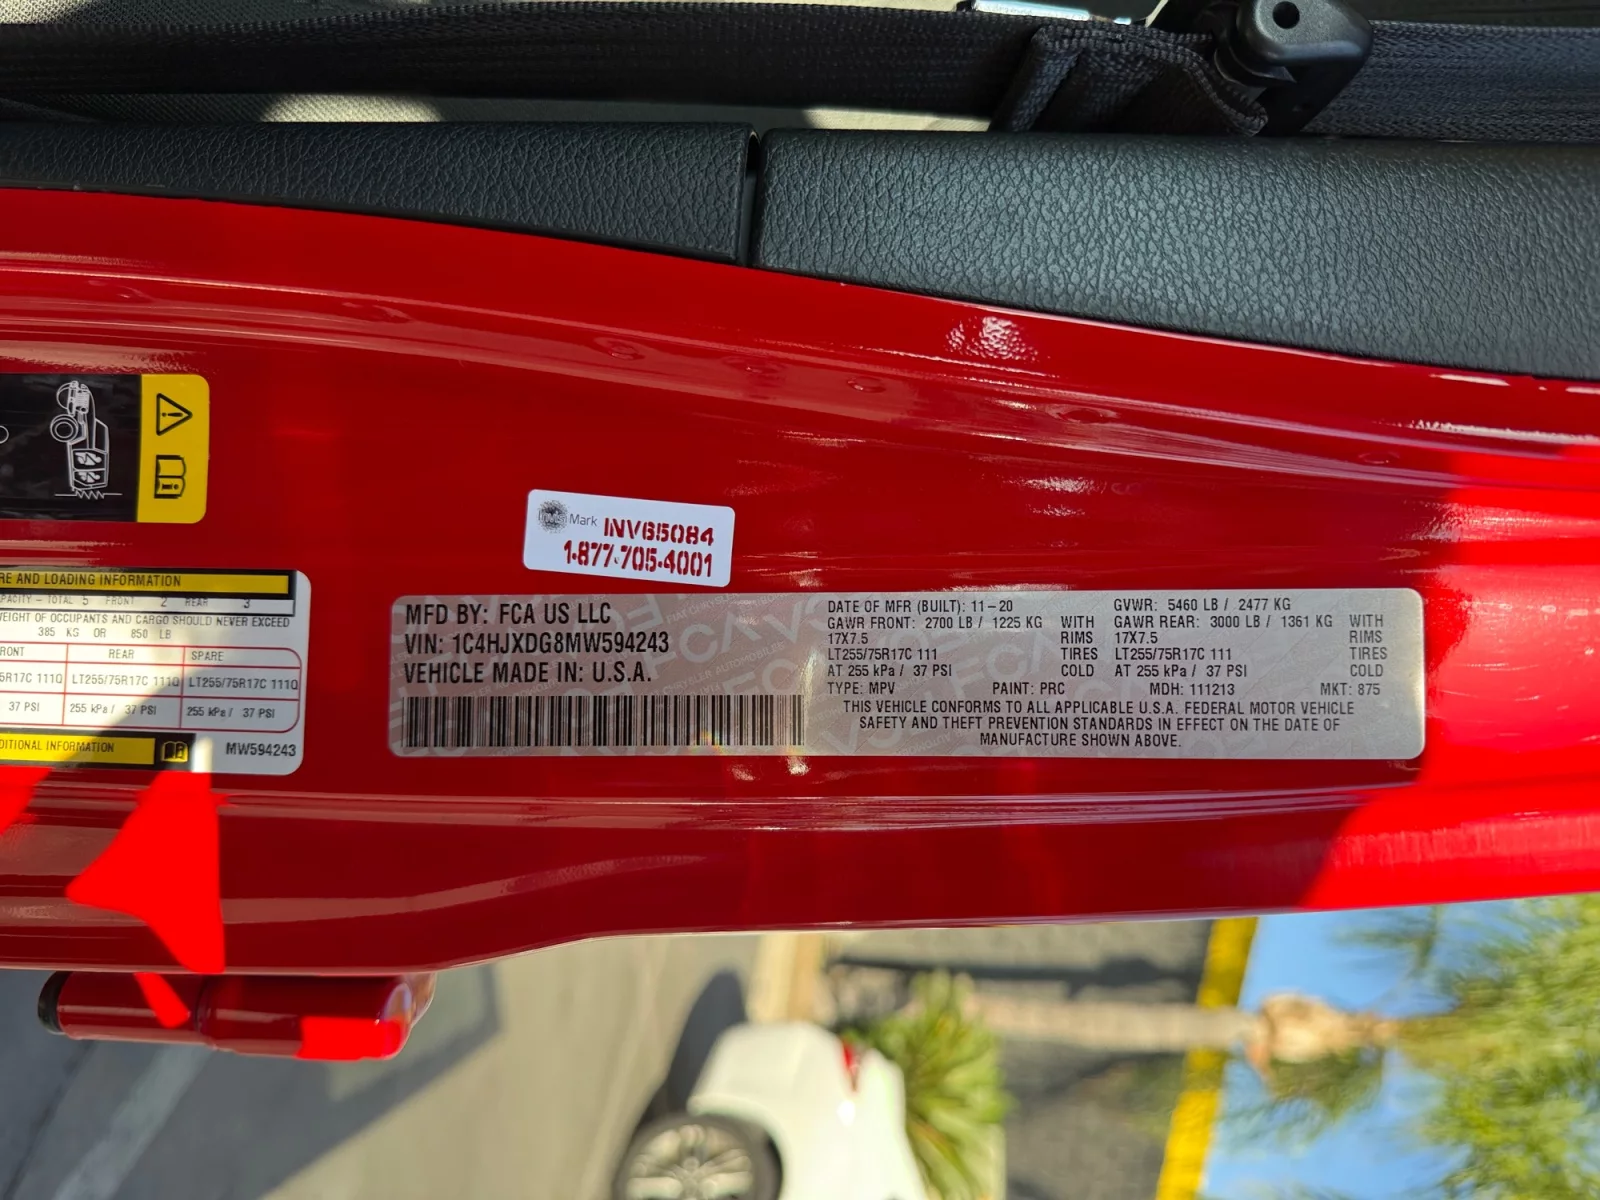 Mark INV65084
1-877-705-4001
RE AND LOADING INFORMATION
PACITY - TOTAL 5 FRONT 2 REAR 3
WEIGHT OF OCCUPANTS AND CARGO SHOULD NEVER EXCEED
385 KG OR 850 LB
RONT REAR SPARE
5R17C 111Q LT255/75R17C 111Q LT255/75R17C 111Q
37 PSI 255 kPa / 37 PSI 255 kPa / 37 PSI
DITIONAL INFORMATION
MW594243
MFD BY: FCA US LLC
VIN: 1C4HJXDG8MW594243
VEHICLE MADE IN: U.S.A.
DATE OF MFR (BUILT): 11-20 GVWR: 5460 LB / 2477 KG
GAWR FRONT: 2700 LB / 1225 KG WITH GAWR REAR: 3000 LB / 1361 KG WITH
17X7.5 RIMS 17X7.5 RIMS
LT255/75R17C 111 TIRES LT255/75R17C 111 TIRES
AT 255 kPa / 37 PSI COLD AT 255 kPa / 37 PSI COLD
TYPE: MPV PAINT: PRC MDH: 111213 MKT: 875
THIS VEHICLE CONFORMS TO ALL APPLICABLE U.S.A. FEDERAL MOTOR VEHICLE
SAFETY AND THEFT PREVENTION STANDARDS IN EFFECT ON THE DATE OF
MANUFACTURE SHOWN ABOVE.